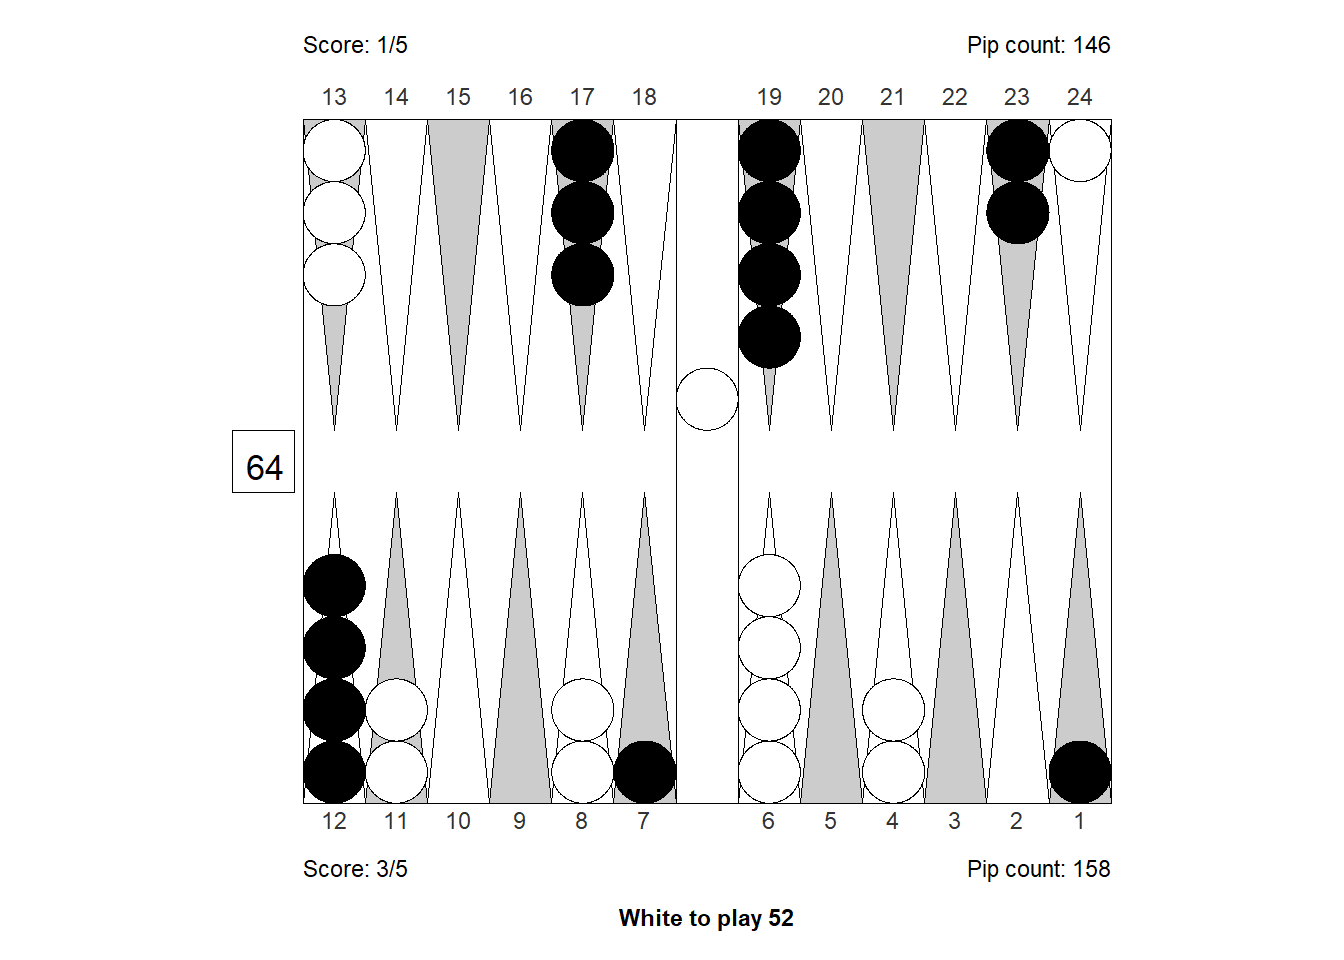 Score: 1/5 Pip count: 146
13 14 15 16 17 18 19 20 21 22 23 24
64
12 11 10 9 8 7 6 5 4 3 2 1
Score: 3/5 Pip count: 158
White to play 52